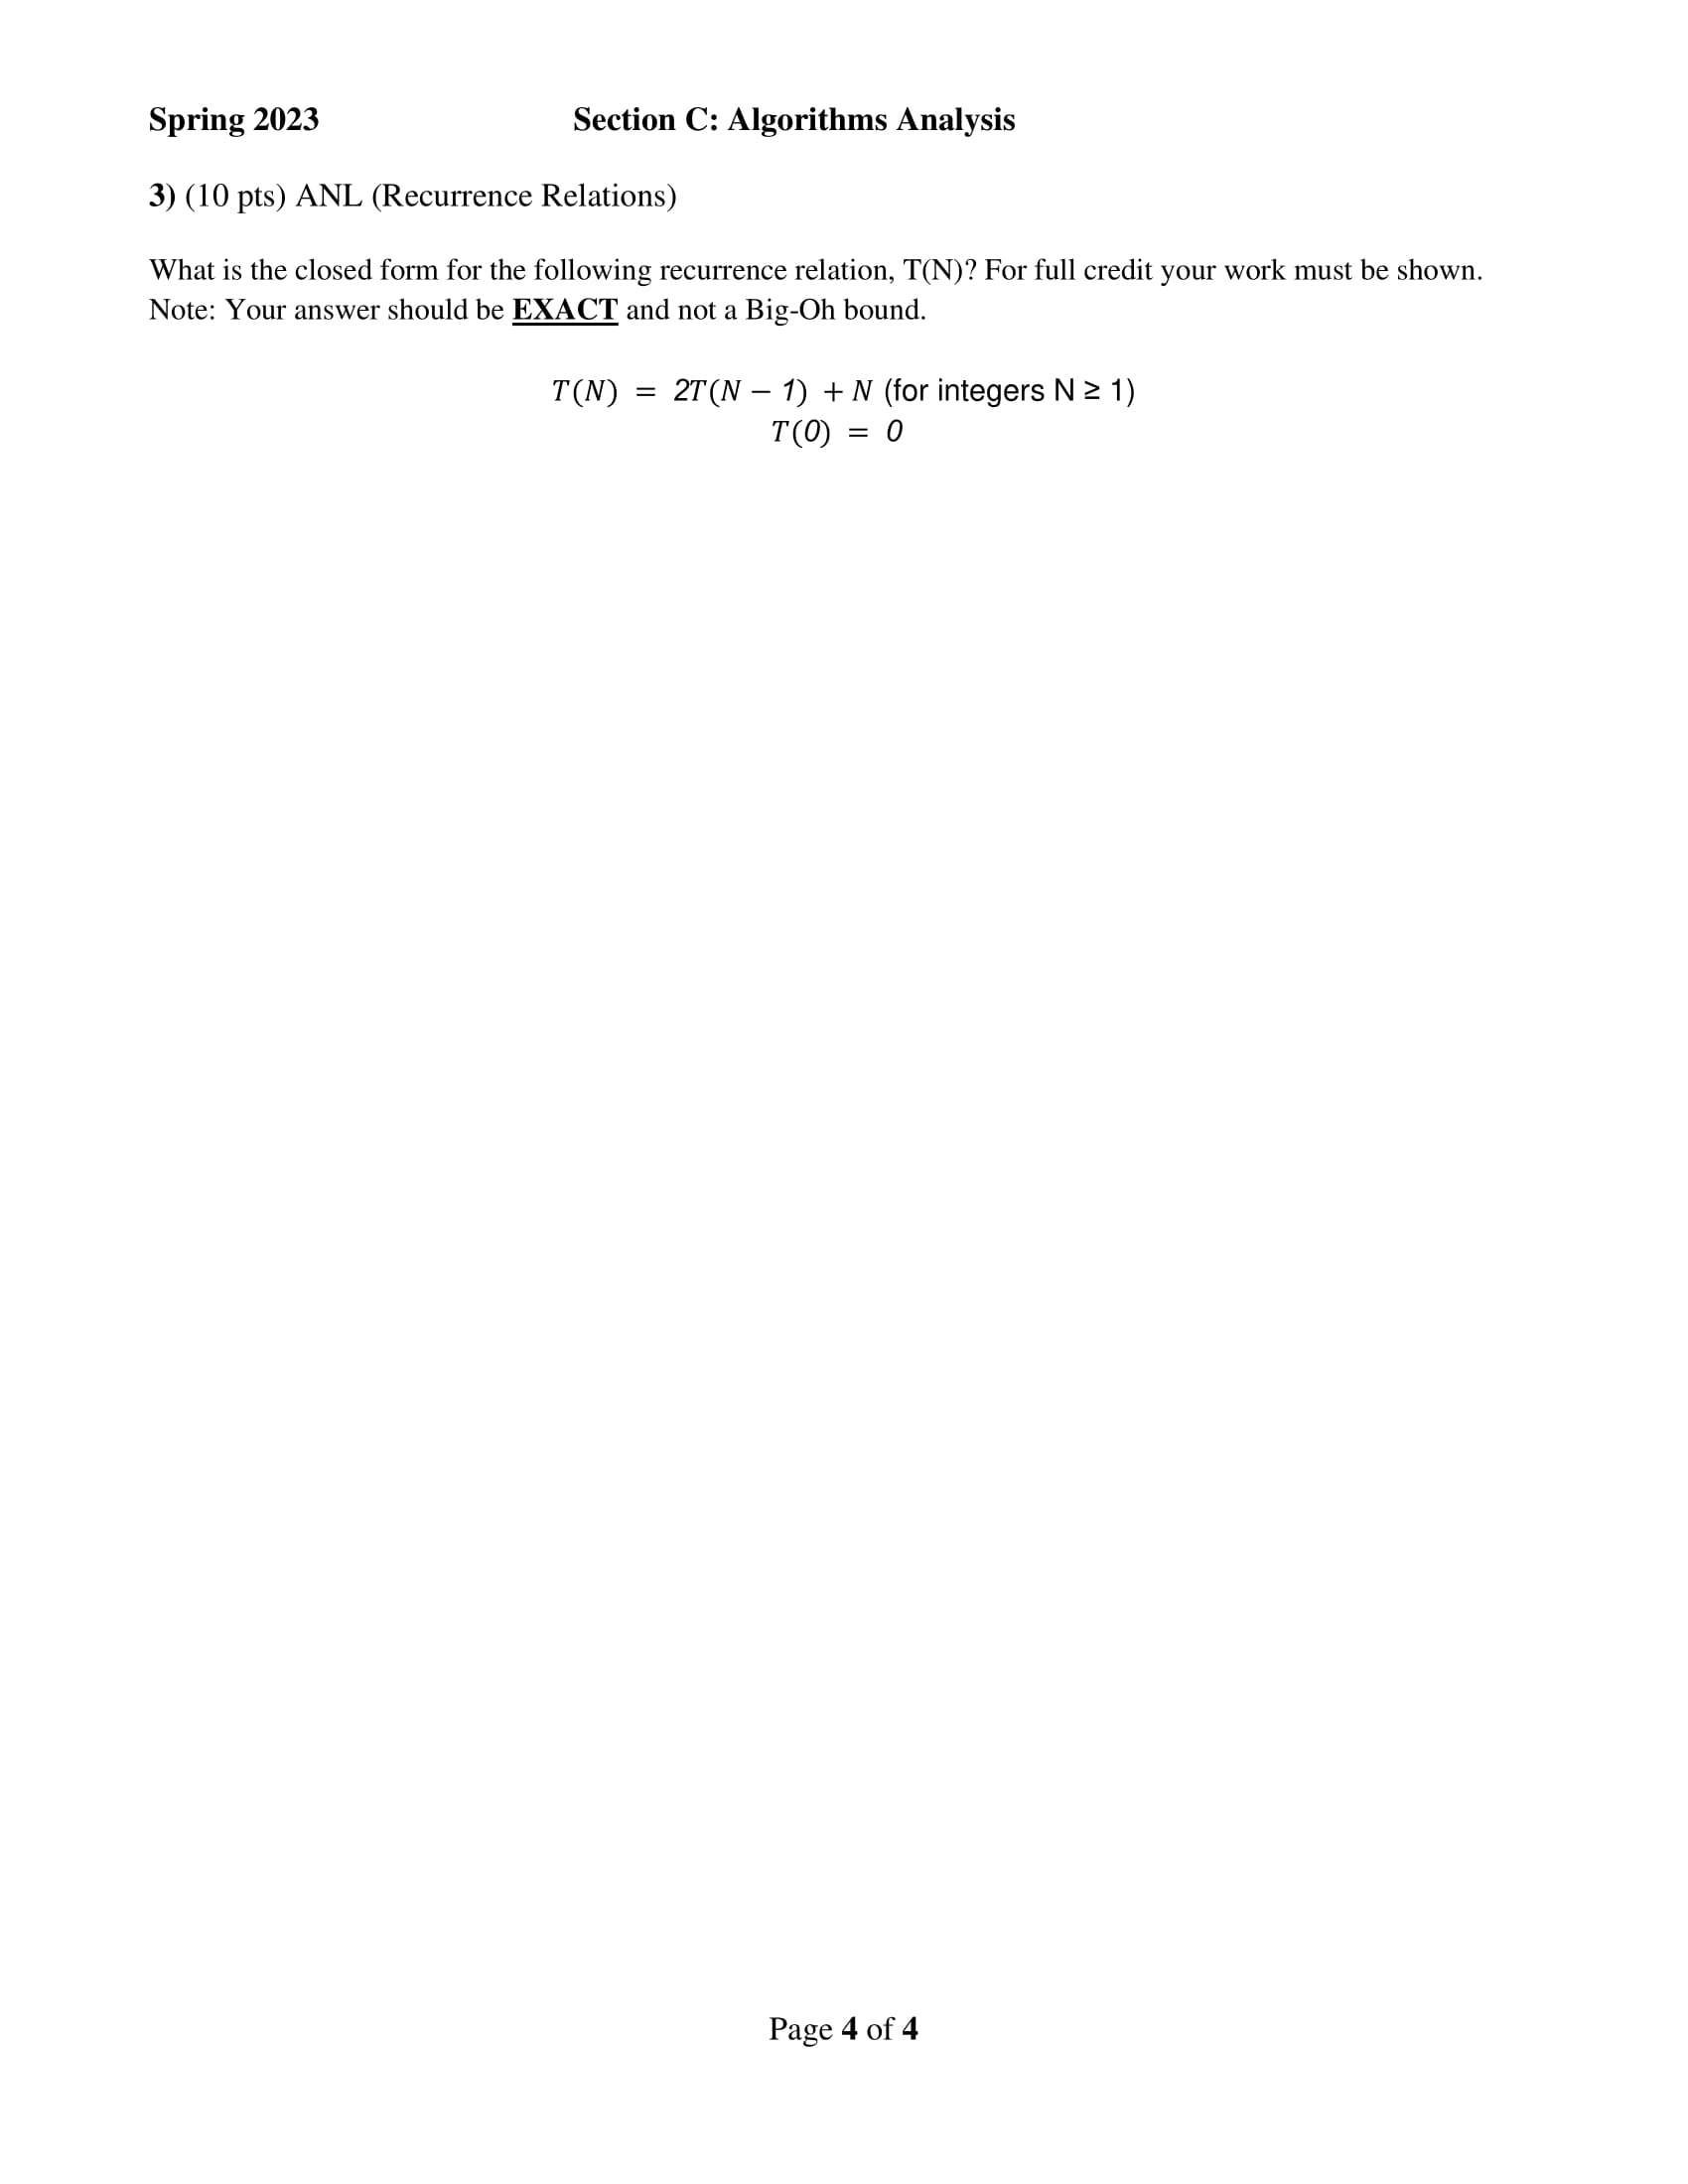 Spring 2023 Section C: Algorithms Analysis
3) (10 pts) ANL (Recurrence Relations)
What is the closed form for the following recurrence relation, T(N)? For full credit your work must be shown.
Note: Your answer should be EXACT and not a Big-Oh bound.
T(N) = 2T(N − 1) + N (for integers N ≥ 1)
T(0) = 0
Page 4 of 4